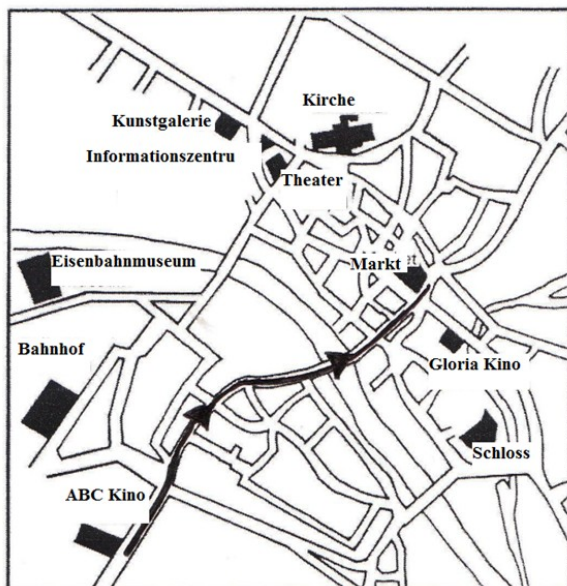 Kirche
Kunstgalerie
Informationszentru
Theater
Eisenbahnmuseum
Markt
Bahnhof
Gloria Kino
Schloss
ABC Kino